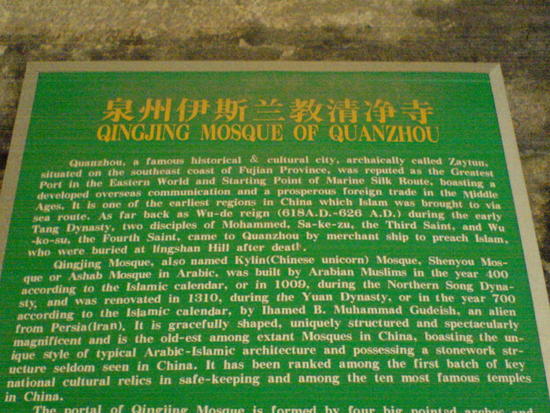 泉州伊斯兰教清净寺
QINGJING MOSQUE OF QUANZHOU
Quanzhou, a famous historical & cultural city, archaically called Zaytun,
situated on the southeast coast of Fujian Province, was reputed as the Greatest
Port in the Eastern World and Starting Point of Marine Silk Route, boasting a
developed overseas communication and a prosperous foreign trade in the Middle
Ages. It is one of the earliest regions in China which Islam was brought to via
sea route. As far back as Wu-de reign (618A.D.-626 A.D.) during the early
Tang Dynasty, two disciples of Mohammed, Sa-ke-zu, the Third Saint, and Wu
-ko-su, the Fourth Saint, came to Quanzhou by merchant ship to preach Islam,
who were buried at lingshan Hill after death!.
Qingjing Mosque, also named Kylin(Chinese unicorn) Mosque, Shenyou Mos-
que or Ashab Mosque in Arabic, was built by Arabian Muslims in the year 400
according to the Islamic calendar, or in 1009, during the Northern Song Dyna-
sty, and was renovated in 1310, during the Yuan Dynasty, or in the year 700
according to the Islamic calendar, by Ihamed B. Muhammad Gudeish, an alien
from Persia(Iran). It is gracefully shaped, uniquely structured and spectacularly
magnificent and is the old-est among extant Mosques in China, boasting the un-
ique style of typical Arabic-Islamic architecture and possessing a stonework str-
ucture seldom seen in China. It has been ranked among the first batch of key
national cultural relics in safe-keeping and among the ten most famous temples
in China.
The portal of Qingjing Mosque is formed by four big pointed arches and